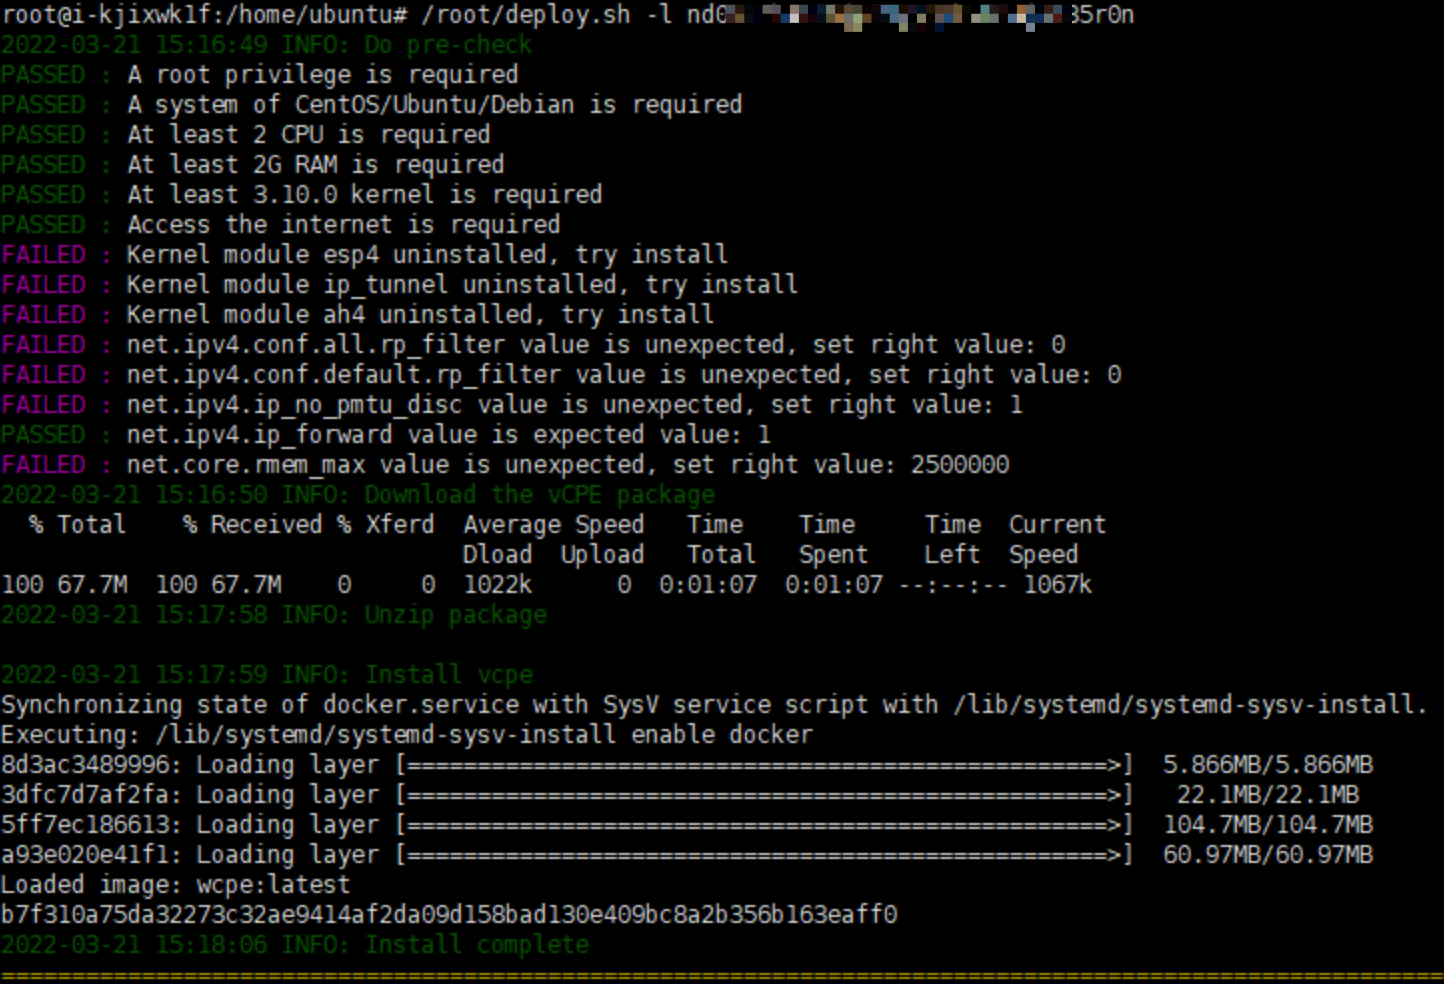 root@i-kjixwk1f:/home/ubuntu# /root/deploy.sh -l nd0 35r0n
2022-03-21 15:16:49 INFO: Do pre-check
PASSED : A root privilege is required
PASSED : A system of CentOS/Ubuntu/Debian is required
PASSED : At least 2 CPU is required
PASSED : At least 2G RAM is required
PASSED : At least 3.10.0 kernel is required
PASSED : Access the internet is required
FAILED : Kernel module esp4 uninstalled, try install
FAILED : Kernel module ip_tunnel uninstalled, try install
FAILED : Kernel module ah4 uninstalled, try install
FAILED : net.ipv4.conf.all.rp_filter value is unexpected, set right value: 0
FAILED : net.ipv4.conf.default.rp_filter value is unexpected, set right value: 0
FAILED : net.ipv4.ip_no_pmtu_disc value is unexpected, set right value: 1
PASSED : net.ipv4.ip_forward value is expected value: 1
FAILED : net.core.rmem_max value is unexpected, set right value: 2500000
2022-03-21 15:16:50 INFO: Download the vCPE package
% Total % Received % Xferd Average Speed Time Time Time Current
Dload Upload Total Spent Left Speed
100 67.7M 100 67.7M 0 0 1022k 0 0:01:07 0:01:07 --:--:-- 1067k
2022-03-21 15:17:58 INFO: Unzip package
2022-03-21 15:17:59 INFO: Install vcpe
Synchronizing state of docker.service with SysV service script with /lib/systemd/systemd-sysv-install.
Executing: /lib/systemd/systemd-sysv-install enable docker
8d3ac3489996: Loading layer [==================================================>] 5.866MB/5.866MB
3dfc7d7af2fa: Loading layer [==================================================>] 22.1MB/22.1MB
5ff7ec186613: Loading layer [==================================================>] 104.7MB/104.7MB
a93e020e41f1: Loading layer [==================================================>] 60.97MB/60.97MB
Loaded image: wcpe:latest
b7f310a75da32273c32ae9414af2da09d158bad130e409bc8a2b356b163eaff0
2022-03-21 15:18:06 INFO: Install complete
=======================================================================================================